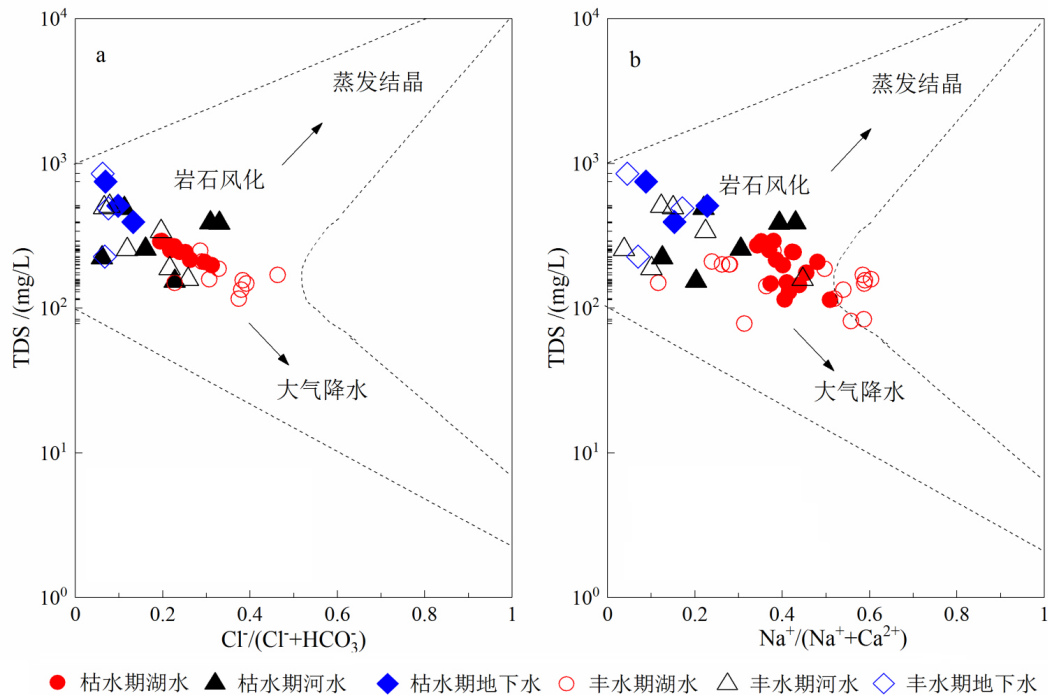 a
蒸发结晶
岩石风化
大气降水
10⁴
10³
10²
10¹
10⁰
TDS /(mg/L)
0 0.2 0.4 0.6 0.8 1
Cl⁻/(Cl⁻+HCO₃⁻)
b
蒸发结晶
岩石风化
大气降水
10⁴
10³
10²
10¹
10⁰
TDS /(mg/L)
0 0.2 0.4 0.6 0.8 1
Na⁺/(Na⁺+Ca²⁺)
枯水期湖水 枯水期河水 枯水期地下水 丰水期湖水 丰水期河水 丰水期地下水